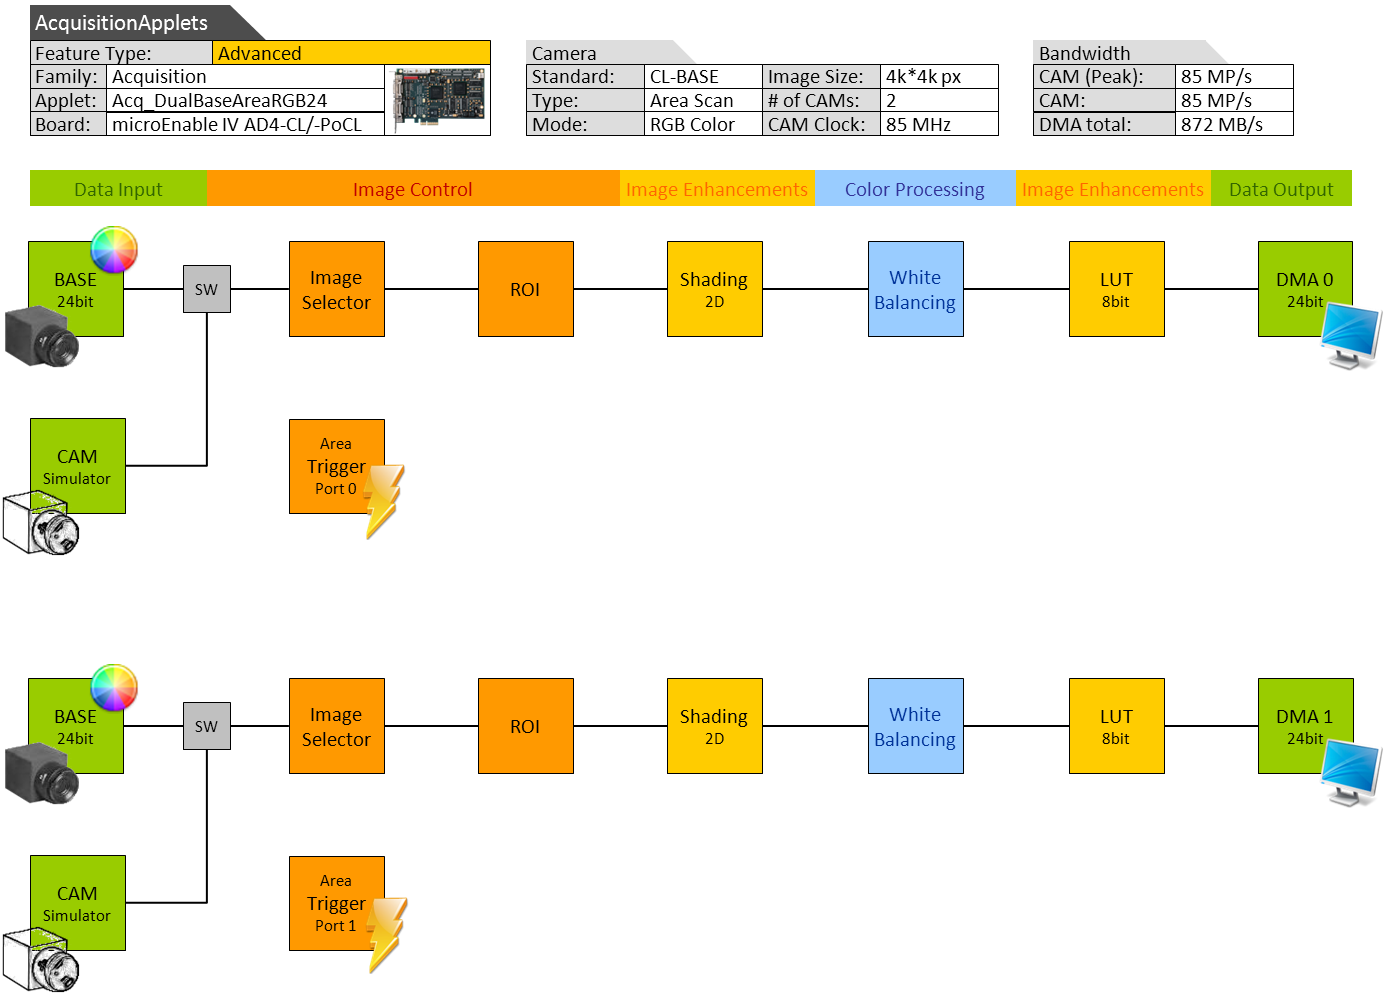 AcquisitionApplets
Feature Type: Advanced
Family: Acquisition
Applet: Acq_DualBaseAreaRGB24
Board: microEnable IV AD4-CL/-PoCL
Camera
Standard: CL-BASE Image Size: 4k*4k px
Type: Area Scan # of CAMs: 2
Mode: RGB Color CAM Clock: 85 MHz
Bandwidth
CAM (Peak): 85 MP/s
CAM: 85 MP/s
DMA total: 872 MB/s
Data Input Image Control Image Enhancements Color Processing Image Enhancements Data Output
BASE
24bit
SW
Image
Selector
ROI
Shading
2D
White
Balancing
LUT
8bit
DMA 0
24bit
CAM
Simulator
Area
Trigger
Port 0
BASE
24bit
SW
Image
Selector
ROI
Shading
2D
White
Balancing
LUT
8bit
DMA 1
24bit
CAM
Simulator
Area
Trigger
Port 1